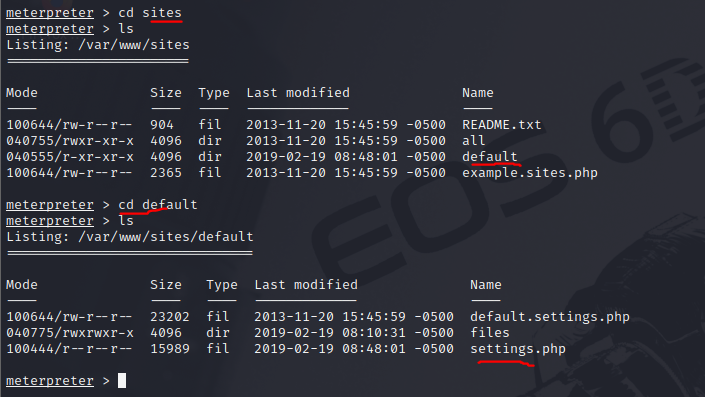 meterpreter > cd sites
meterpreter > ls
Listing: /var/www/sites
=======================
Mode Size Type Last modified Name
---- ---- ---- ------------- ----
100644/rw-r--r-- 904 fil 2013-11-20 15:45:59 -0500 README.txt
040755/rwxr-xr-x 4096 dir 2013-11-20 15:45:59 -0500 all
040555/r-xr-xr-x 4096 dir 2019-02-19 08:48:01 -0500 default
100644/rw-r--r-- 2365 fil 2013-11-20 15:45:59 -0500 example.sites.php
meterpreter > cd default
meterpreter > ls
Listing: /var/www/sites/default
===============================
Mode Size Type Last modified Name
---- ---- ---- ------------- ----
100644/rw-r--r-- 23202 fil 2013-11-20 15:45:59 -0500 default.settings.php
040775/rwxrwxr-x 4096 dir 2019-02-19 08:10:31 -0500 files
100444/r--r--r-- 15989 fil 2019-02-19 08:48:01 -0500 settings.php
meterpreter >
EOS 6D